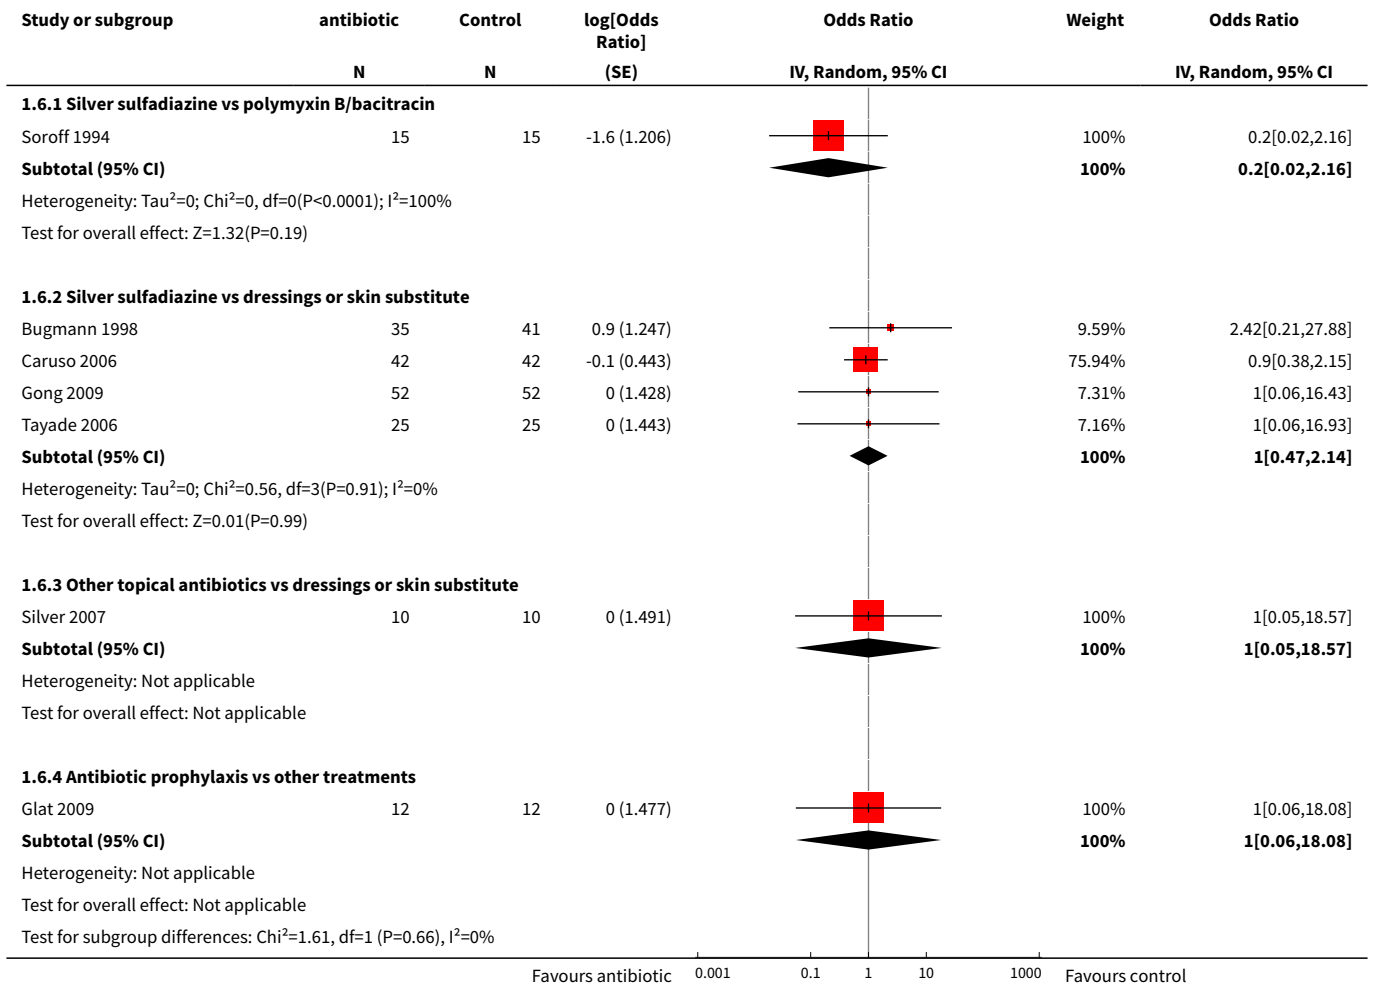 Study or subgroup antibiotic Control log[Odds Ratio] Odds Ratio Weight Odds Ratio
N N (SE) IV, Random, 95% CI IV, Random, 95% CI
1.6.1 Silver sulfadiazine vs polymyxin B/bacitracin
Soroff 1994 15 15 -1.6 (1.206) 100% 0.2[0.02,2.16]
Subtotal (95% CI) 100% 0.2[0.02,2.16]
Heterogeneity: Tau²=0; Chi²=0, df=0(P<0.0001); I²=100%
Test for overall effect: Z=1.32(P=0.19)
1.6.2 Silver sulfadiazine vs dressings or skin substitute
Bugmann 1998 35 41 0.9 (1.247) 9.59% 2.42[0.21,27.88]
Caruso 2006 42 42 -0.1 (0.443) 75.94% 0.9[0.38,2.15]
Gong 2009 52 52 0 (1.428) 7.31% 1[0.06,16.43]
Tayade 2006 25 25 0 (1.443) 7.16% 1[0.06,16.93]
Subtotal (95% CI) 100% 1[0.47,2.14]
Heterogeneity: Tau²=0; Chi²=0.56, df=3(P=0.91); I²=0%
Test for overall effect: Z=0.01(P=0.99)
1.6.3 Other topical antibiotics vs dressings or skin substitute
Silver 2007 10 10 0 (1.491) 100% 1[0.05,18.57]
Subtotal (95% CI) 100% 1[0.05,18.57]
Heterogeneity: Not applicable
Test for overall effect: Not applicable
1.6.4 Antibiotic prophylaxis vs other treatments
Glat 2009 12 12 0 (1.477) 100% 1[0.06,18.08]
Subtotal (95% CI) 100% 1[0.06,18.08]
Heterogeneity: Not applicable
Test for overall effect: Not applicable
Test for subgroup differences: Chi²=1.61, df=1 (P=0.66), I²=0%
Favours antibiotic 0.001 0.1 1 10 1000 Favours control